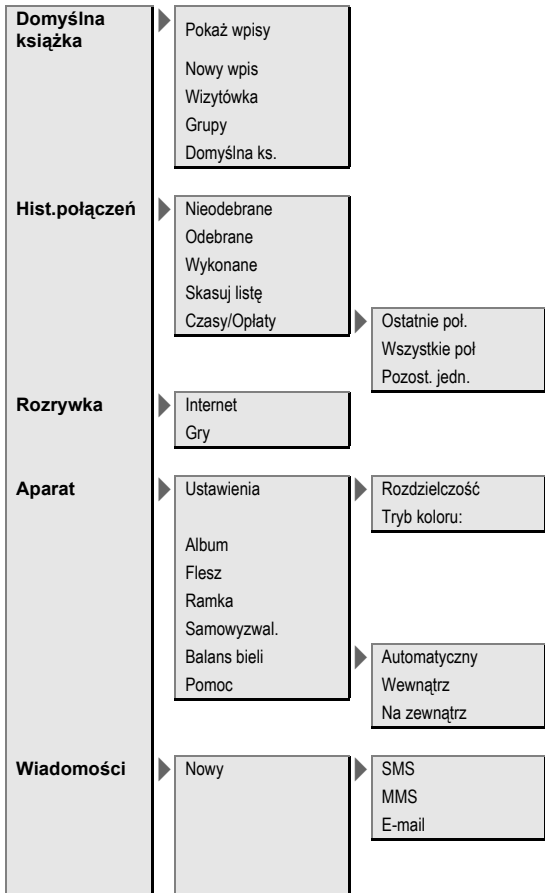 Domyślna
książka
Pokaż wpisy
Nowy wpis
Wizytówka
Grupy
Domyślna ks.
Hist.połączeń
Nieodebrane
Odebrane
Wykonane
Skasuj listę
Czasy/Opłaty
Ostatnie poł.
Wszystkie poł
Pozost. jedn.
Rozrywka
Internet
Gry
Aparat
Ustawienia
Rozdzielczość
Tryb koloru:
Album
Flesz
Ramka
Samowyzwal.
Balans bieli
Automatyczny
Wewnątrz
Na zewnątrz
Pomoc
Wiadomości
Nowy
SMS
MMS
E-mail